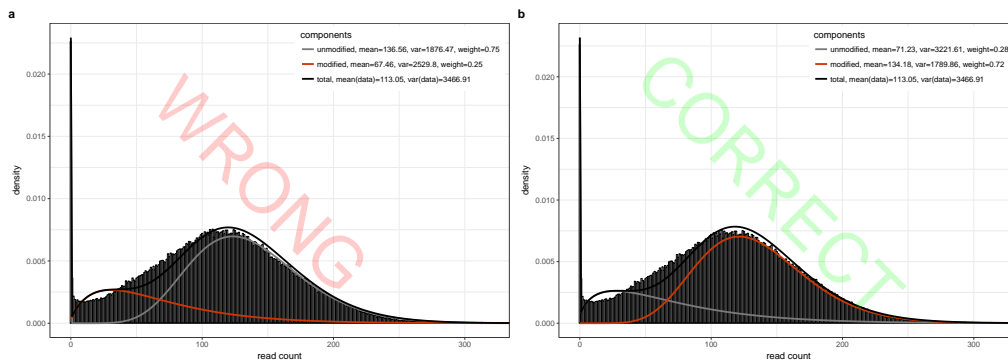 a
components
unmodified, mean=136.56, var=1876.47, weight=0.75
modified, mean=67.46, var=2529.8, weight=0.25
total, mean(data)=113.05, var(data)=3466.91
WRONG
density
0.020
0.015
0.010
0.005
0.000
0
100
200
300
read count
b
components
unmodified, mean=71.23, var=3221.61, weight=0.28
modified, mean=134.18, var=1789.86, weight=0.72
total, mean(data)=113.05, var(data)=3466.91
CORRECT
density
0.020
0.015
0.010
0.005
0.000
0
100
200
300
read count